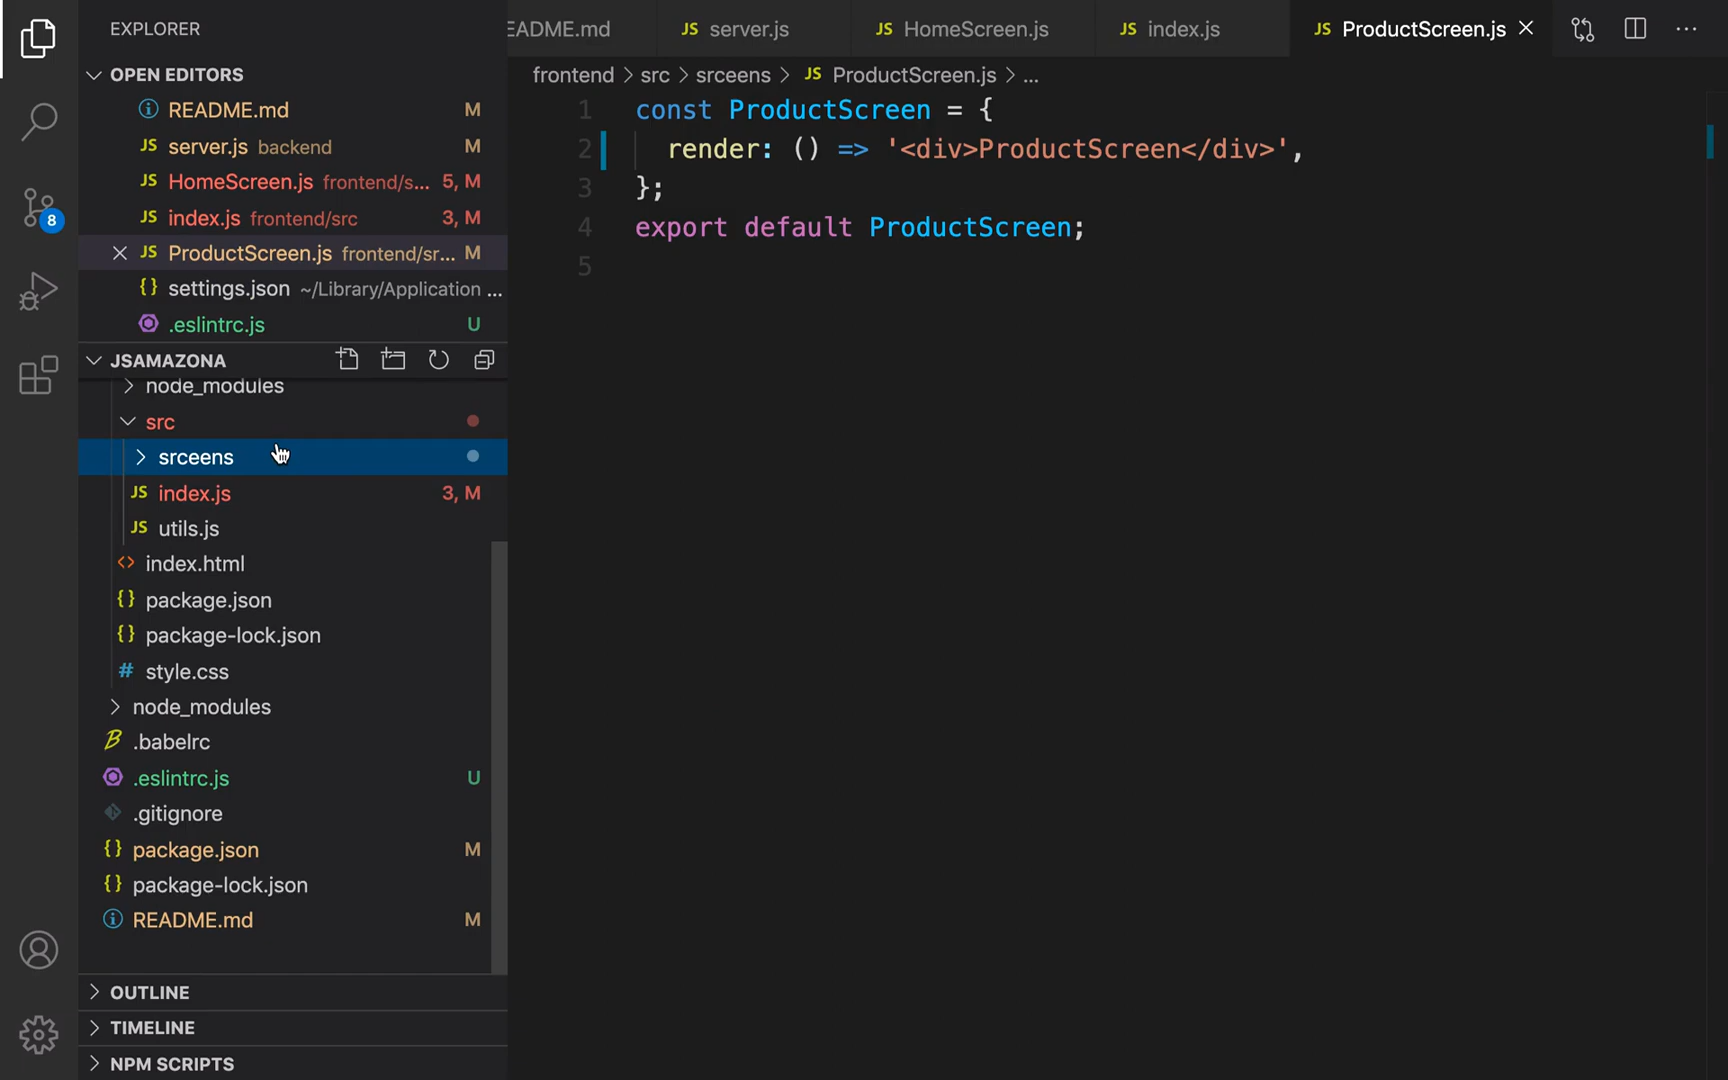 EXPLORER
OPEN EDITORS
README.md M
JS server.js backend M
JS HomeScreen.js frontend/s... 5, M
JS index.js frontend/src 3, M
JS ProductScreen.js frontend/sr... M
{} settings.json ~/Library/Application ...
.eslintrc.js U
JSAMAZONA
node_modules
src
srceens
JS index.js 3, M
JS utils.js
<> index.html
{} package.json
{} package-lock.json
# style.css
node_modules
.babelrc
.eslintrc.js U
.gitignore
{} package.json M
{} package-lock.json
README.md M
OUTLINE
TIMELINE
NPM SCRIPTS
8
EADME.md JS server.js JS HomeScreen.js JS index.js JS ProductScreen.js
frontend > src > srceens > JS ProductScreen.js > ...
1 const ProductScreen = {
2 render: () => '<div>ProductScreen</div>',
3 };
4 export default ProductScreen;
5